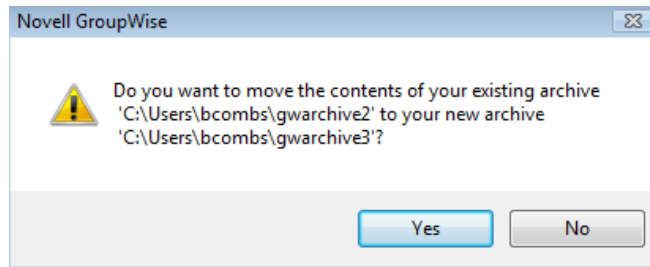 Novell GroupWise
Do you want to move the contents of your existing archive
'C:\Users\bcombs\gwarchive2' to your new archive
'C:\Users\bcombs\gwarchive3'?
Yes
No